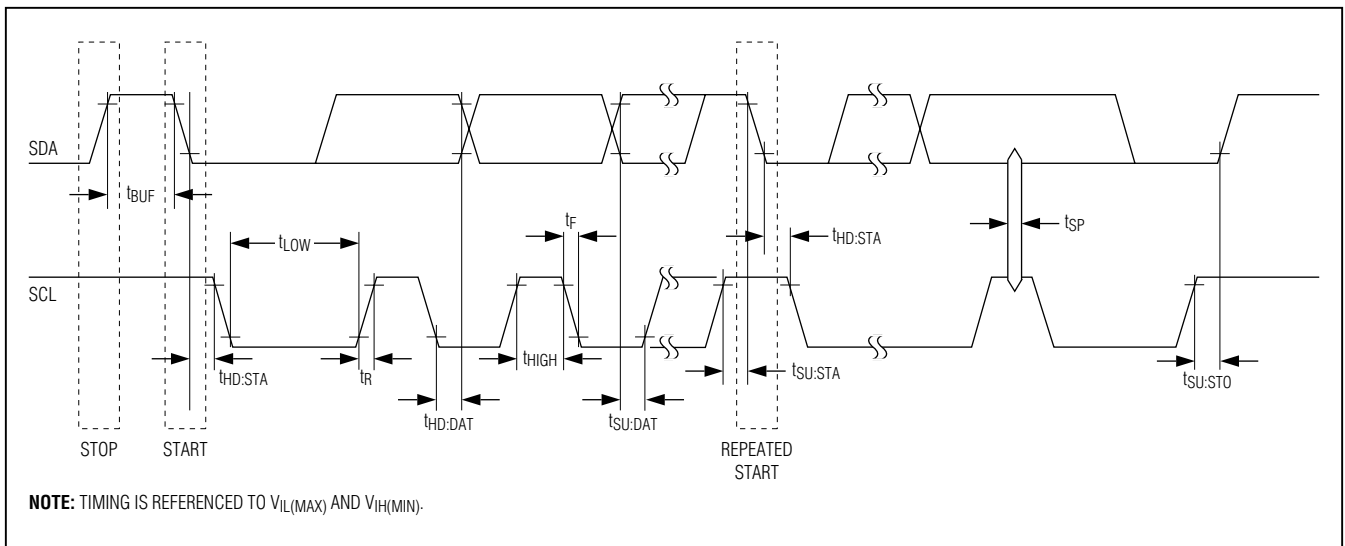 SDA
tBUF
tLOW
tF
tHD:STA
tSP
SCL
tHD:STA
tR
tHIGH
tSU:STA
tSU:STO
tHD:DAT
tSU:DAT
STOP
START
REPEATED
START
NOTE: TIMING IS REFERENCED TO VIL(MAX) AND VIH(MIN).